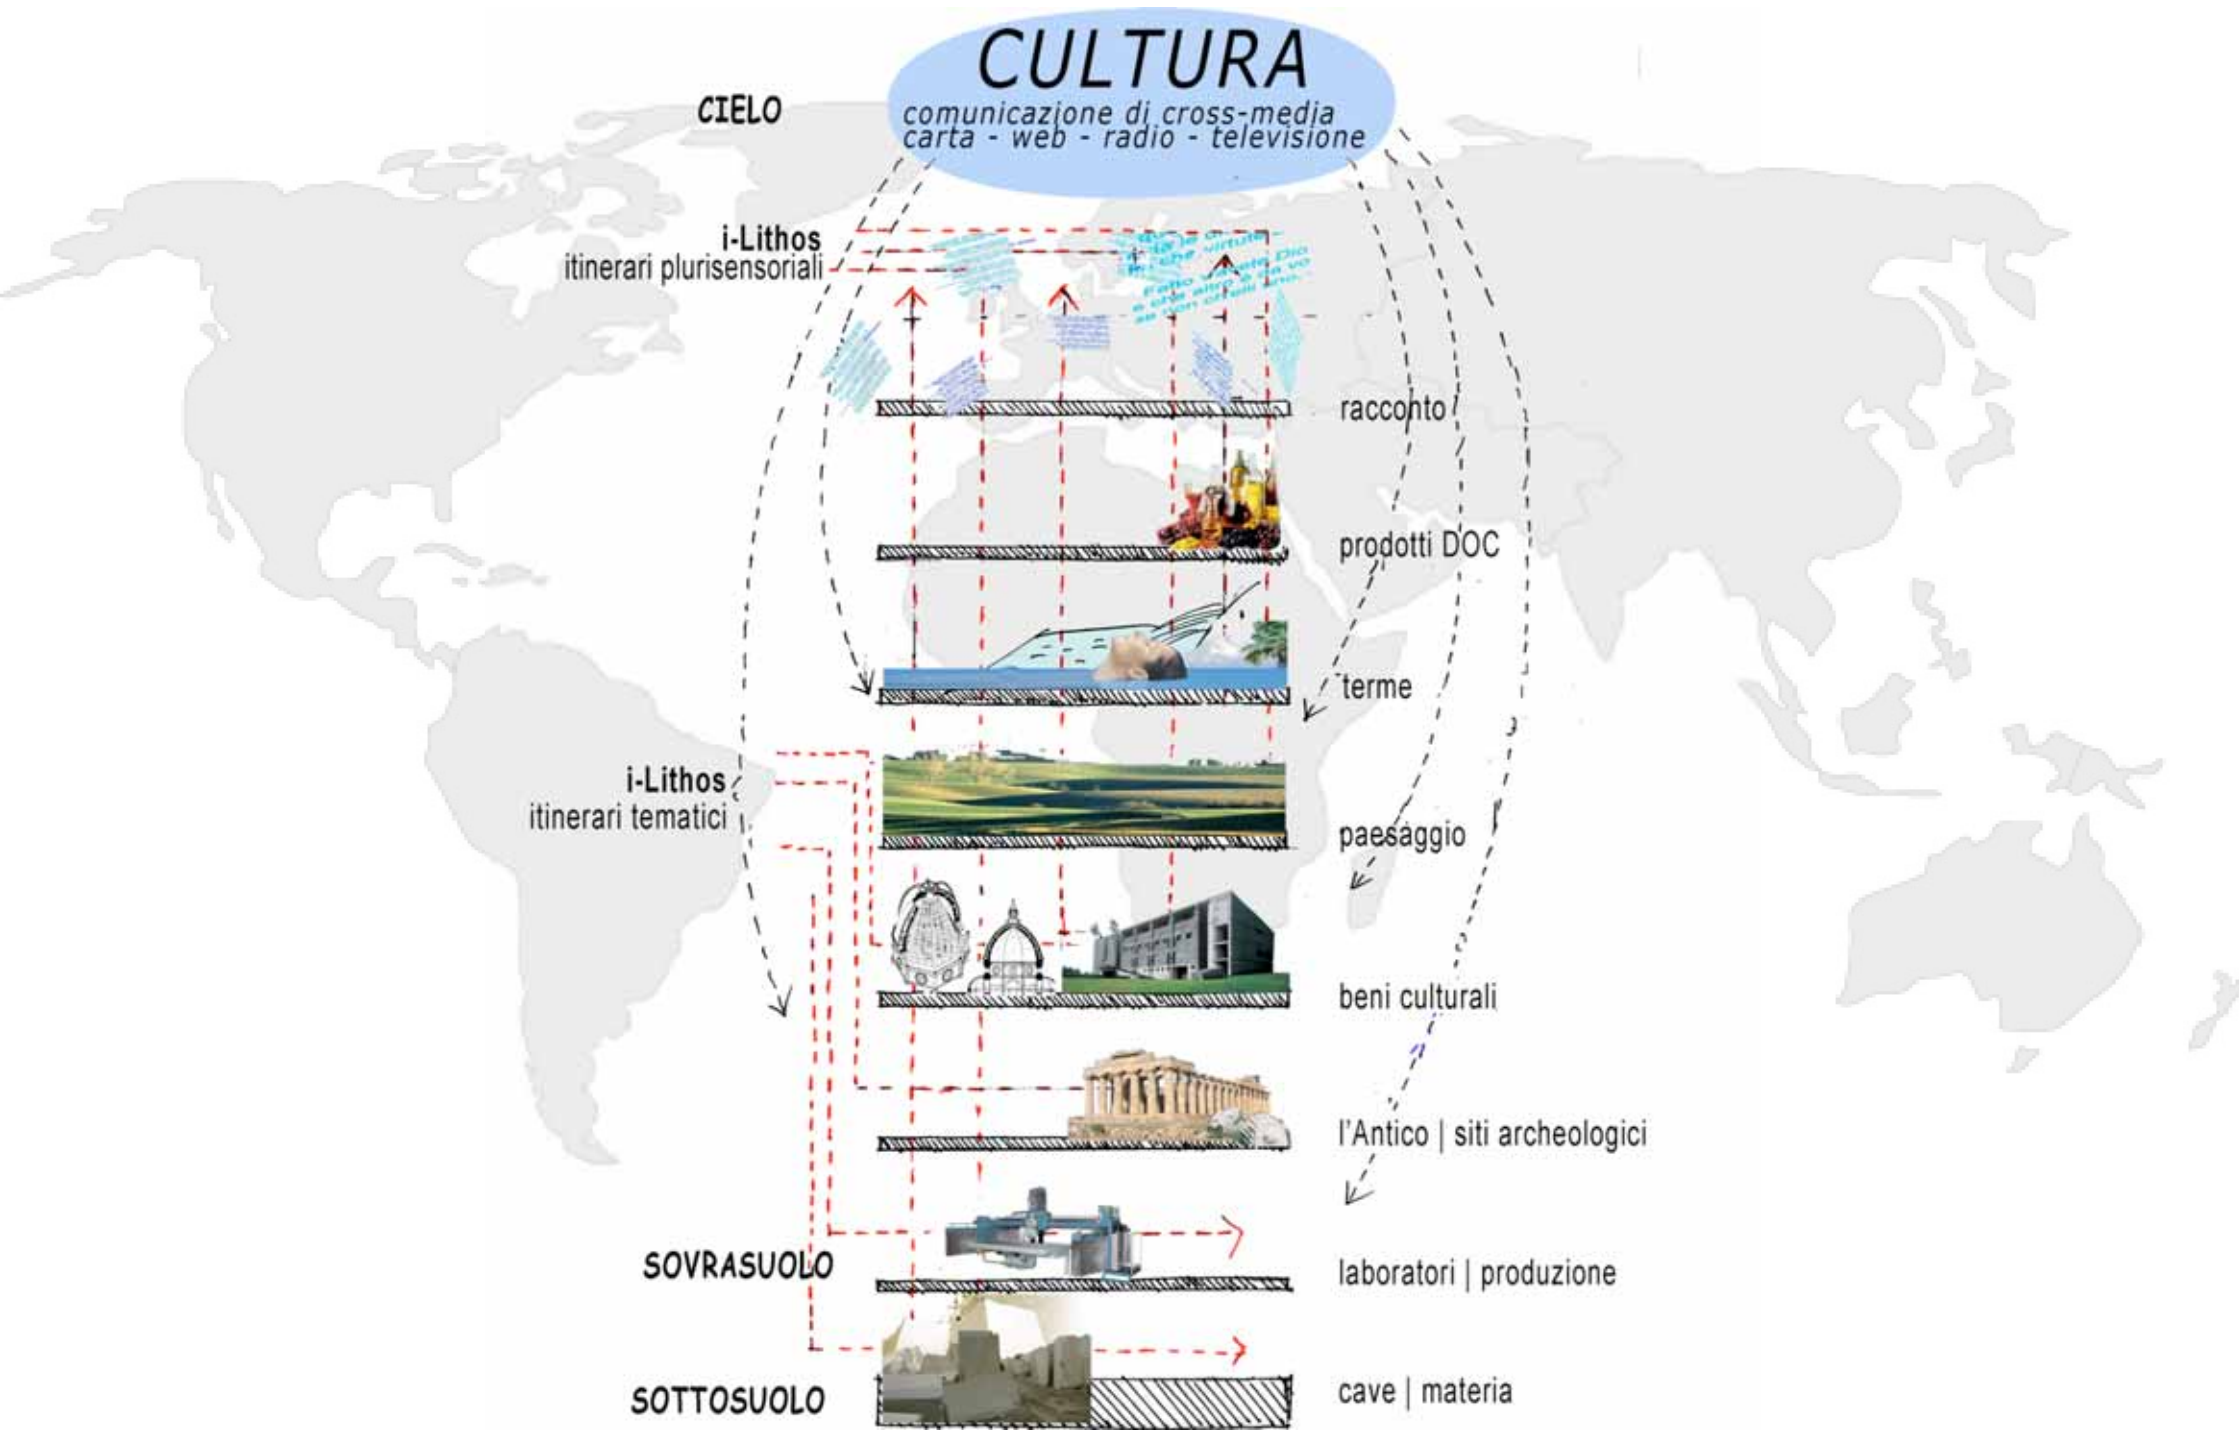 CULTURA
comunicazione di cross-media
carta - web - radio - televisione
CIELO
i-Lithos
itinerari plurisensoriali
racconto
prodotti DOC
terme
i-Lithos
itinerari tematici
paesaggio
beni culturali
l'Antico | siti archeologici
SOVRASUOLO
laboratori | produzione
SOTTOSUOLO
cave | materia